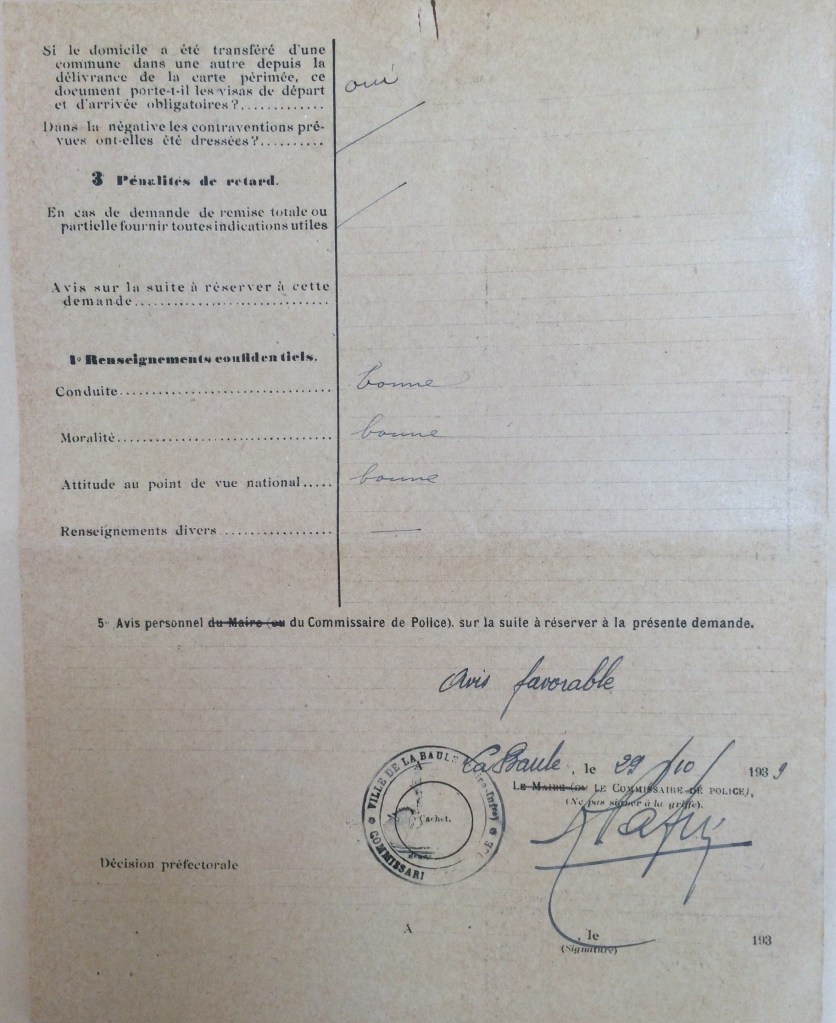 Si le domicile a été transféré d'une
commune dans une autre depuis la
délivrance de la carte périmée, ce
document porte-t-il les visas de départ
et d'arrivée obligatoires ?............. oui
Dans la négative les contraventions pré-
vues ont-elles été dressées ?..........
3 Pénalités de retard.
En cas de demande de remise totale ou
partielle fournir toutes indications utiles
Avis sur la suite à réserver à cette
demande.............................
1º Renseignements confidentiels.
Conduite................................ bonne
Moralité................................. bonne
Attitude au point de vue national..... bonne
Renseignements divers ................. —
5º Avis personnel du Maire (ou du Commissaire de Police). sur la suite à réserver à la présente demande.
Avis favorable
La Baule, le 29/10/ 1939
LE MAIRE (OU LE COMMISSAIRE DE POLICE),
(Ne pas signer à la griffe).
VILLE DE LA BAULE
COMMISSARI
Cachet.
Décision préfectorale
A , le 193
(Signature)